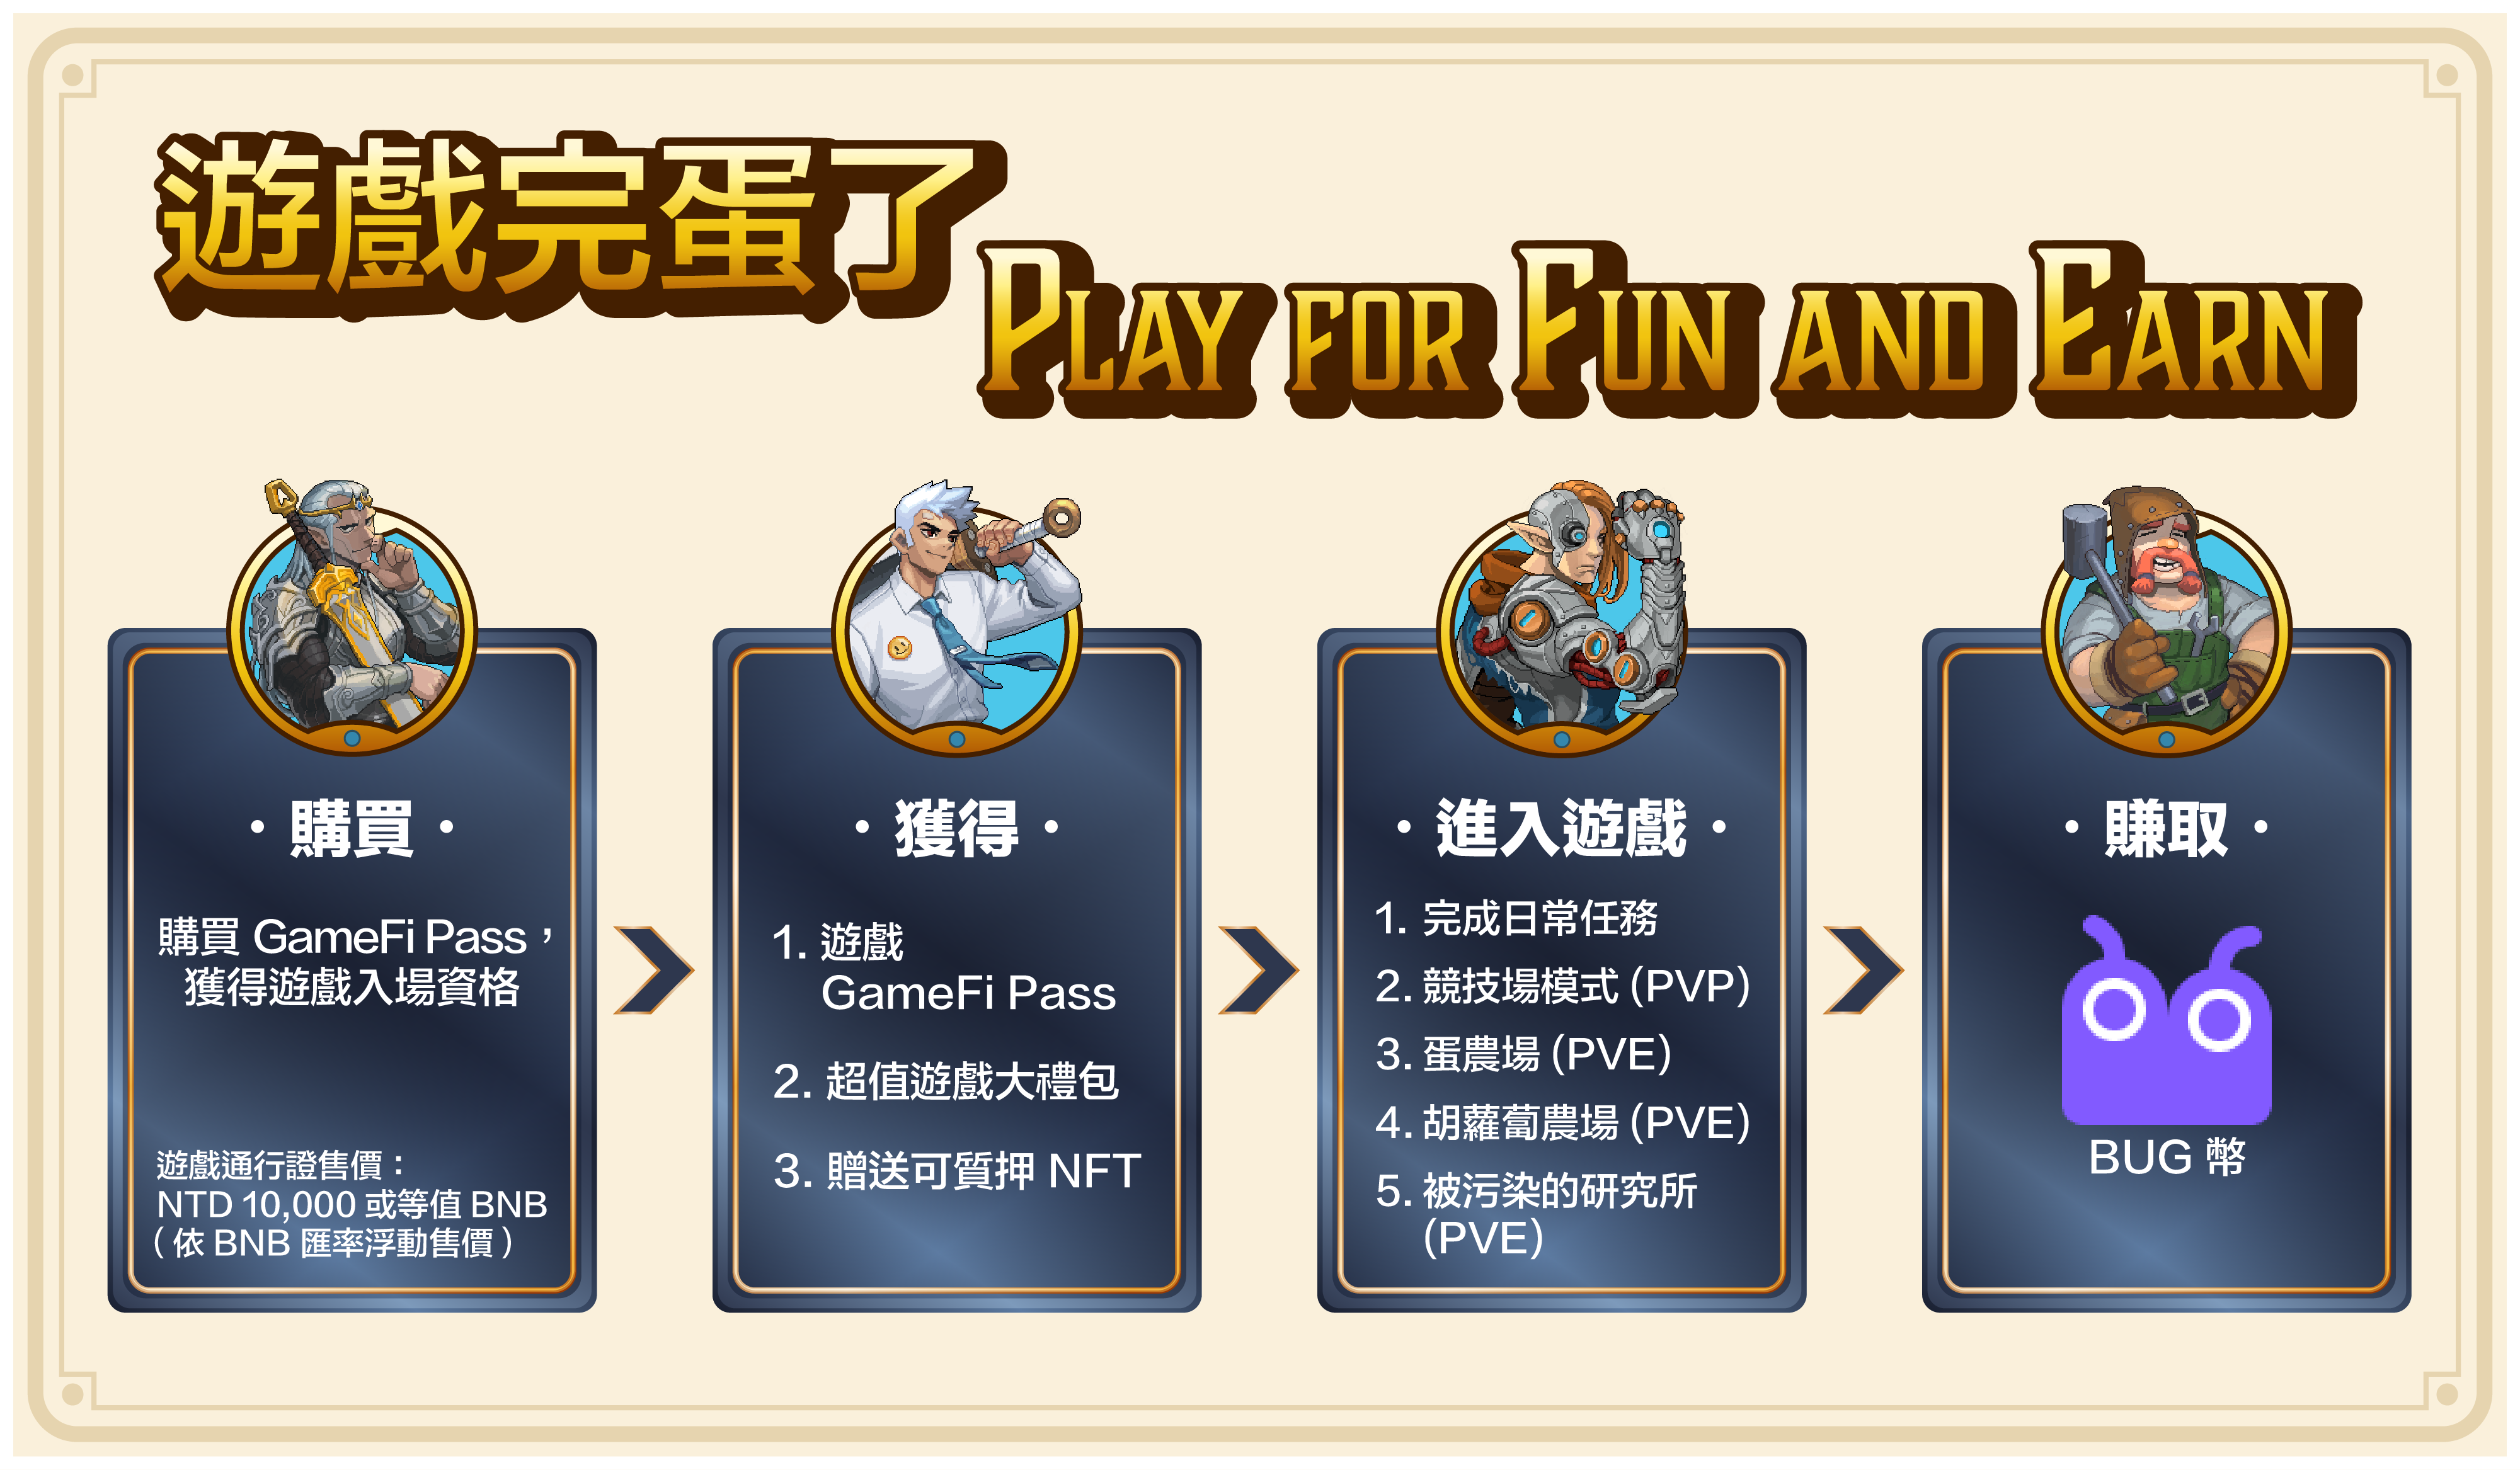 遊戲完蛋了
PLAY FOR FUN AND EARN
· 購買 ·
購買 GameFi Pass，
獲得遊戲入場資格
遊戲通行證售價：
NTD 10,000 或等值 BNB
( 依 BNB 匯率浮動售價 )
· 獲得 ·
1. 遊戲
GameFi Pass
2. 超值遊戲大禮包
3. 贈送可質押 NFT
· 進入遊戲 ·
1. 完成日常任務
2. 競技場模式 (PVP)
3. 蛋農場 (PVE)
4. 胡蘿蔔農場 (PVE)
5. 被污染的研究所
(PVE)
· 賺取 ·
BUG 幣